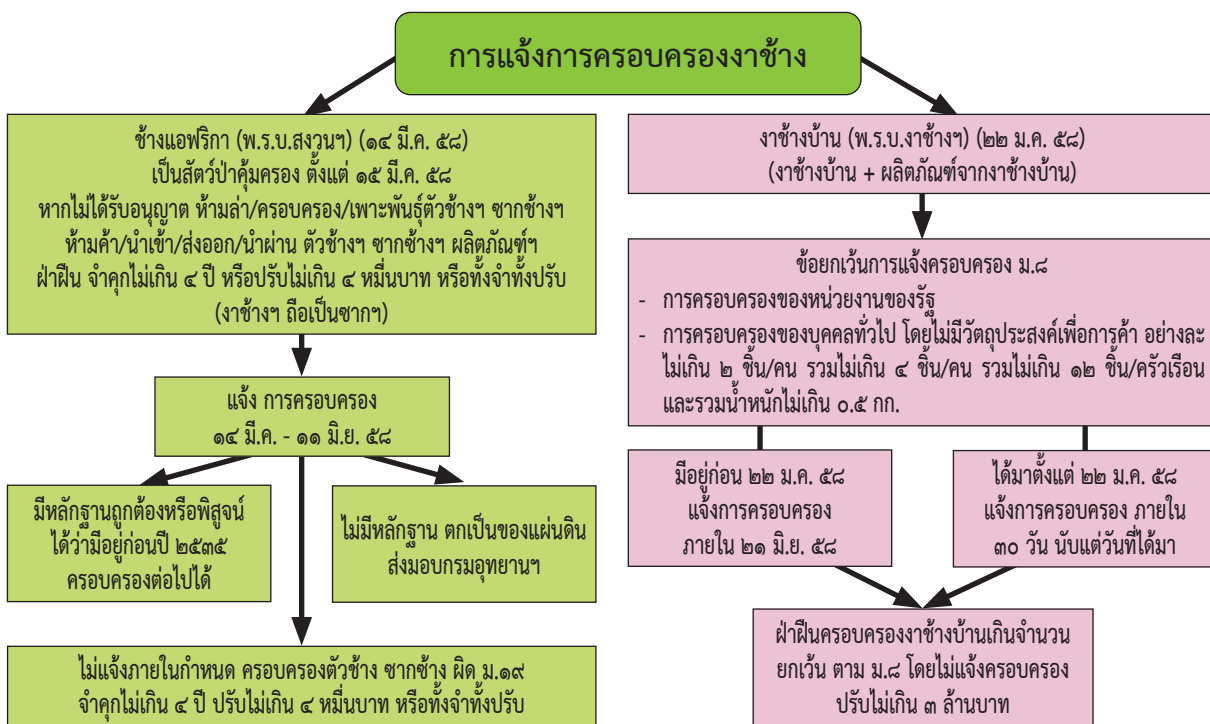 การแจ้งการครอบครองงาช้าง
ช้างแอฟริกา (พ.ร.บ.สงวนฯ) (๑๔ มี.ค. ๕๘)
เป็นสัตว์ป่าคุ้มครอง ตั้งแต่ ๑๕ มี.ค. ๕๘
หากไม่ได้รับอนุญาต ห้ามล่า/ครอบครอง/เพาะพันธุ์ตัวช้างฯ ซากช้างฯ
ห้ามค้า/นำเข้า/ส่งออก/นำผ่าน ตัวช้างฯ ซากช้างฯ ผลิตภัณฑ์ฯ
ฝ่าฝืน จำคุกไม่เกิน ๔ ปี หรือปรับไม่เกิน ๔ หมื่นบาท หรือทั้งจำทั้งปรับ
(งาช้างฯ ถือเป็นซากฯ)
แจ้ง การครอบครอง
๑๔ มี.ค. - ๑๑ มิ.ย. ๕๘
มีหลักฐานถูกต้องหรือพิสูจน์
ได้ว่ามีอยู่ก่อนปี ๒๕๓๕
ครอบครองต่อไปได้
ไม่มีหลักฐาน ตกเป็นของแผ่นดิน
ส่งมอบกรมอุทยานฯ
ไม่แจ้งภายในกำหนด ครอบครองตัวช้าง ซากช้าง ผิด ม.๑๙
จำคุกไม่เกิน ๔ ปี ปรับไม่เกิน ๔ หมื่นบาท หรือทั้งจำทั้งปรับ
งาช้างบ้าน (พ.ร.บ.งาช้างฯ) (๒๒ ม.ค. ๕๘)
(งาช้างบ้าน + ผลิตภัณฑ์จากงาช้างบ้าน)
ข้อยกเว้นการแจ้งครอบครอง ม.๘
- การครอบครองของหน่วยงานของรัฐ
- การครอบครองของบุคคลทั่วไป โดยไม่มีวัตถุประสงค์เพื่อการค้า อย่างละ
ไม่เกิน ๒ ชิ้น/คน รวมไม่เกิน ๔ ชิ้น/คน รวมไม่เกิน ๑๒ ชิ้น/ครัวเรือน
และรวมน้ำหนักไม่เกิน ๐.๕ กก.
มีอยู่ก่อน ๒๒ ม.ค. ๕๘
แจ้งการครอบครอง
ภายใน ๒๑ มิ.ย. ๕๘
ได้มาตั้งแต่ ๒๒ ม.ค. ๕๘
แจ้งการครอบครอง ภายใน
๓๐ วัน นับแต่วันที่ได้มา
ฝ่าฝืนครอบครองงาช้างบ้านเกินจำนวน
ยกเว้น ตาม ม.๘ โดยไม่แจ้งครอบครอง
ปรับไม่เกิน ๓ ล้านบาท